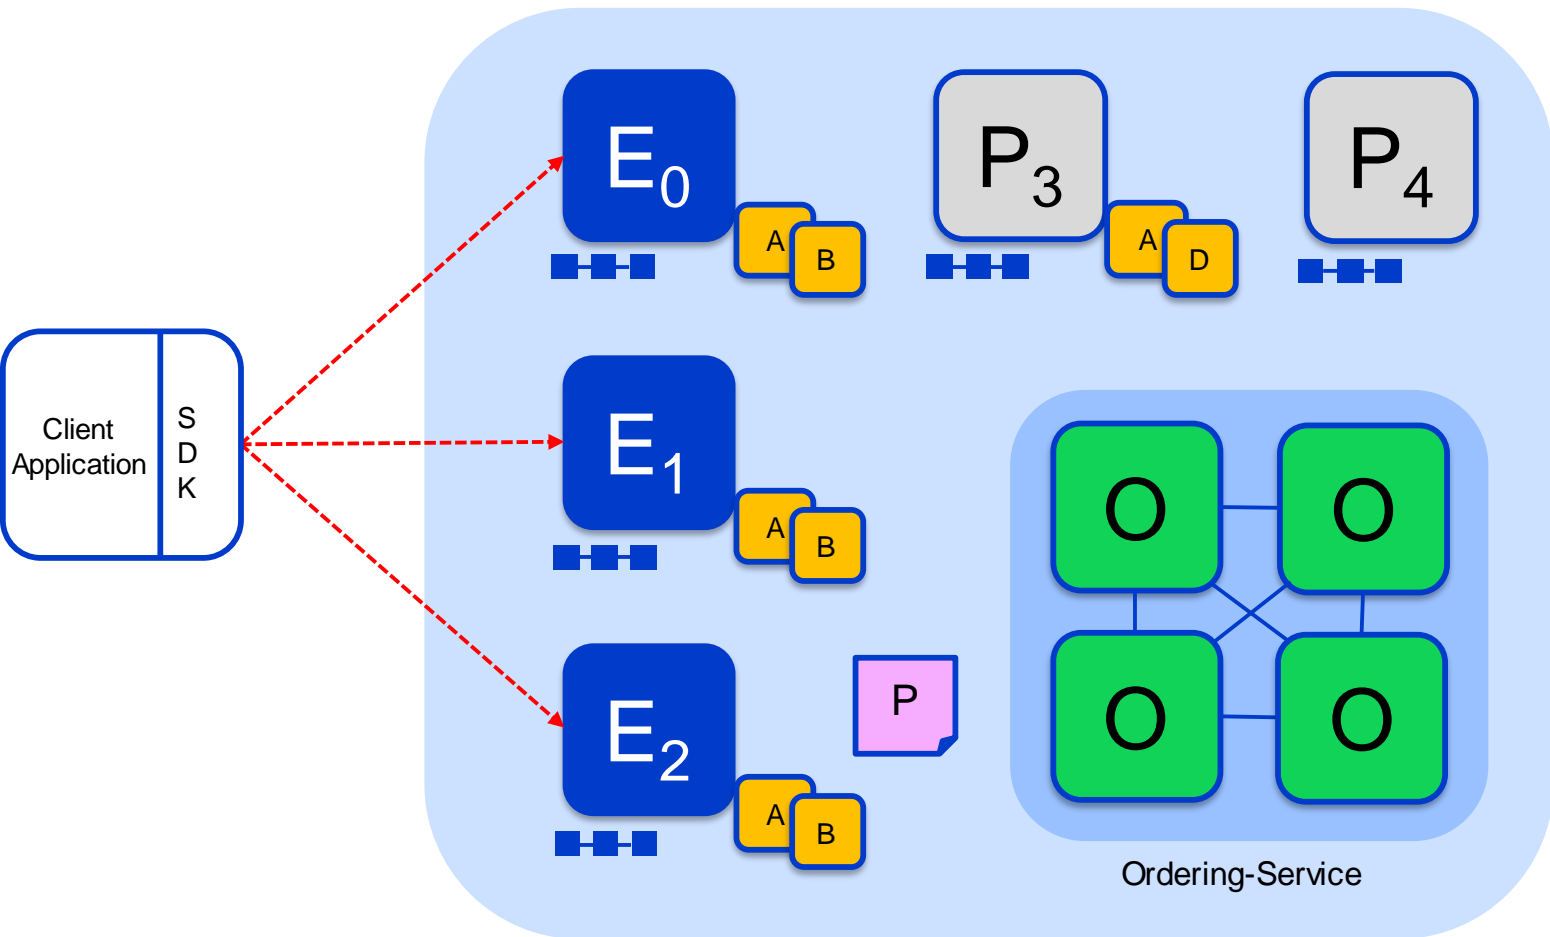 E0
A
B
P3
A
D
P4
Client
Application
S
D
K
E1
A
B
O
O
E2
A
B
P
O
O
Ordering-Service